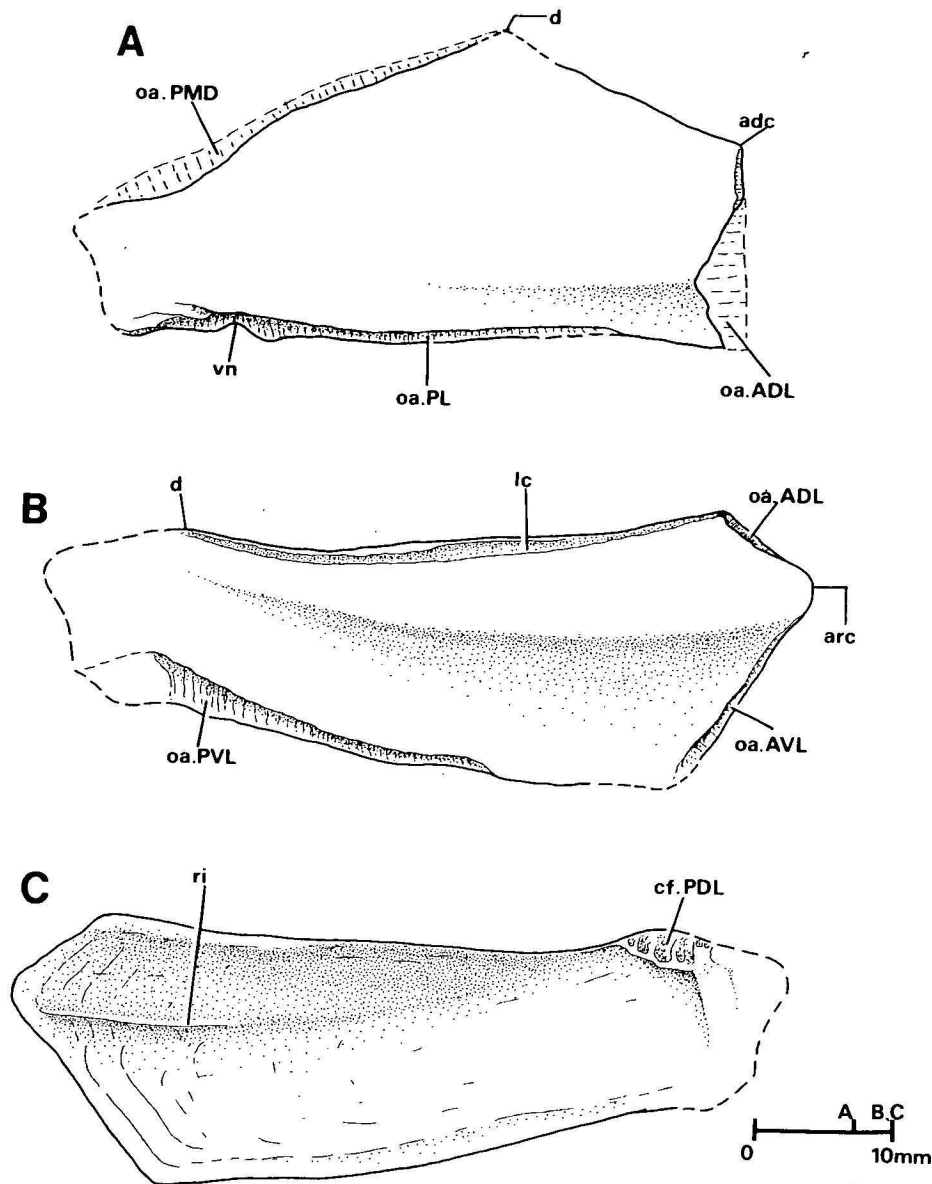 A
d
oa.PMD
adc
vn
oa.PL
oa.ADL
B
d
lc
oa.ADL
arc
oa.PVL
oa.AVL
C
ri
cf.PDL
A B.C
0 10mm